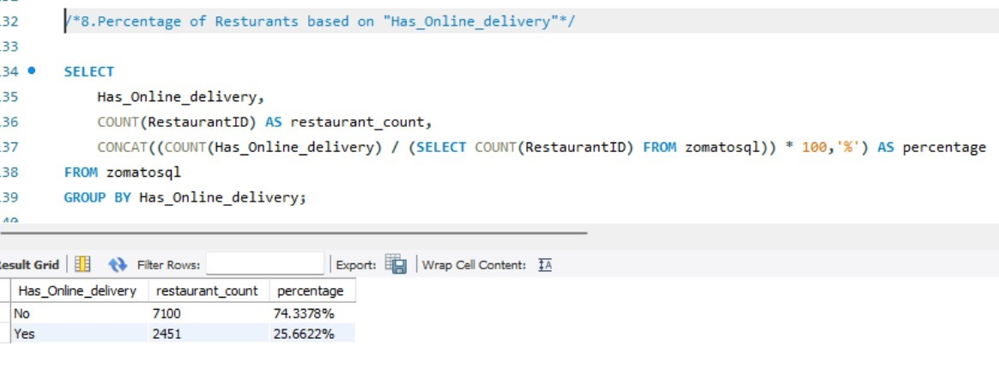 .32 /*8.Percentage of Resturants based on "Has_Online_delivery"*/
.33
.34 SELECT
.35 Has_Online_delivery,
.36 COUNT(RestaurantID) AS restaurant_count,
.37 CONCAT((COUNT(Has_Online_delivery) / (SELECT COUNT(RestaurantID) FROM zomatosql)) * 100,'%') AS percentage
.38 FROM zomatosql
.39 GROUP BY Has_Online_delivery;
esult Grid Filter Rows: Export: Wrap Cell Content:
Has_Online_delivery restaurant_count percentage
No 7100 74.3378%
Yes 2451 25.6622%